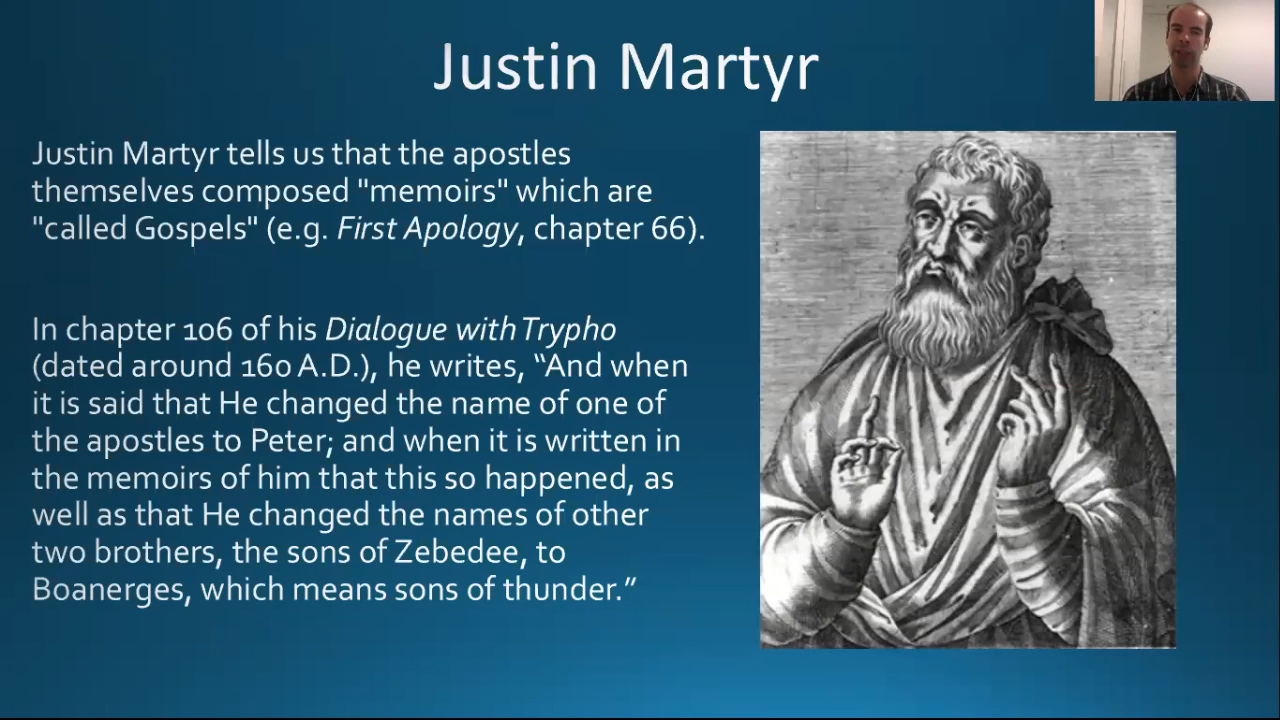 Justin Martyr
Justin Martyr tells us that the apostles
themselves composed "memoirs" which are
"called Gospels" (e.g. First Apology, chapter 66).
In chapter 106 of his Dialogue with Trypho
(dated around 160 A.D.), he writes, “And when
it is said that He changed the name of one of
the apostles to Peter; and when it is written in
the memoirs of him that this so happened, as
well as that He changed the names of other
two brothers, the sons of Zebedee, to
Boanerges, which means sons of thunder.”